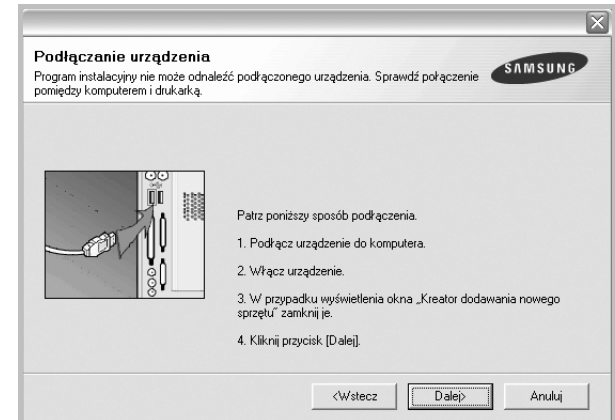 Podłączanie urządzenia
Program instalacyjny nie może odnaleźć podłączonego urządzenia. Sprawdź połączenie
pomiędzy komputerem i drukarką.
SAMSUNG
Patrz poniższy sposób podłączenia.
1. Podłącz urządzenie do komputera.
2. Włącz urządzenie.
3. W przypadku wyświetlenia okna „Kreator dodawania nowego
sprzętu” zamknij je.
4. Kliknij przycisk [Dalej].
<Wstecz
Dalej>
Anuluj